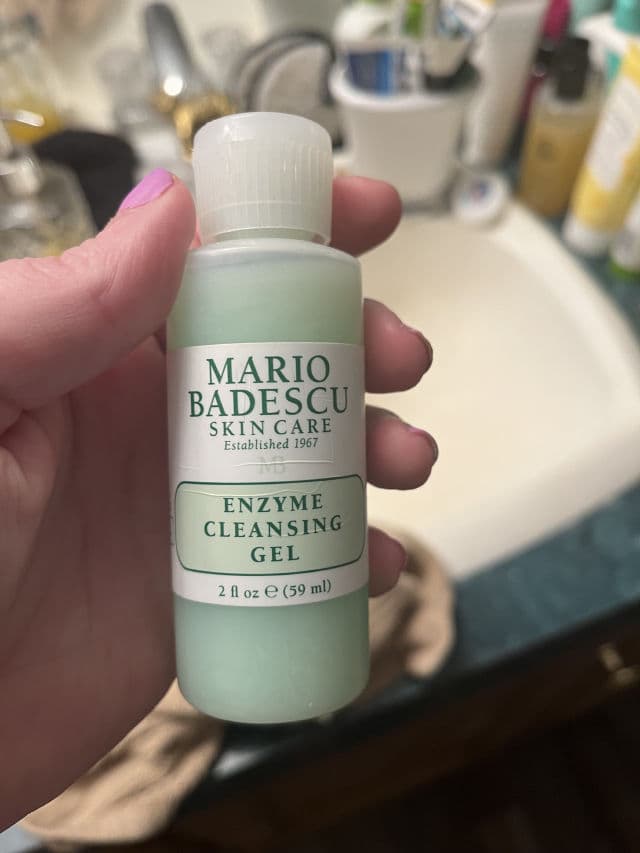 MARIO
BADESCU
SKIN CARE
Established 1967
MB
ENZYME
CLEANSING
GEL
2 fl oz ℮ (59 ml)